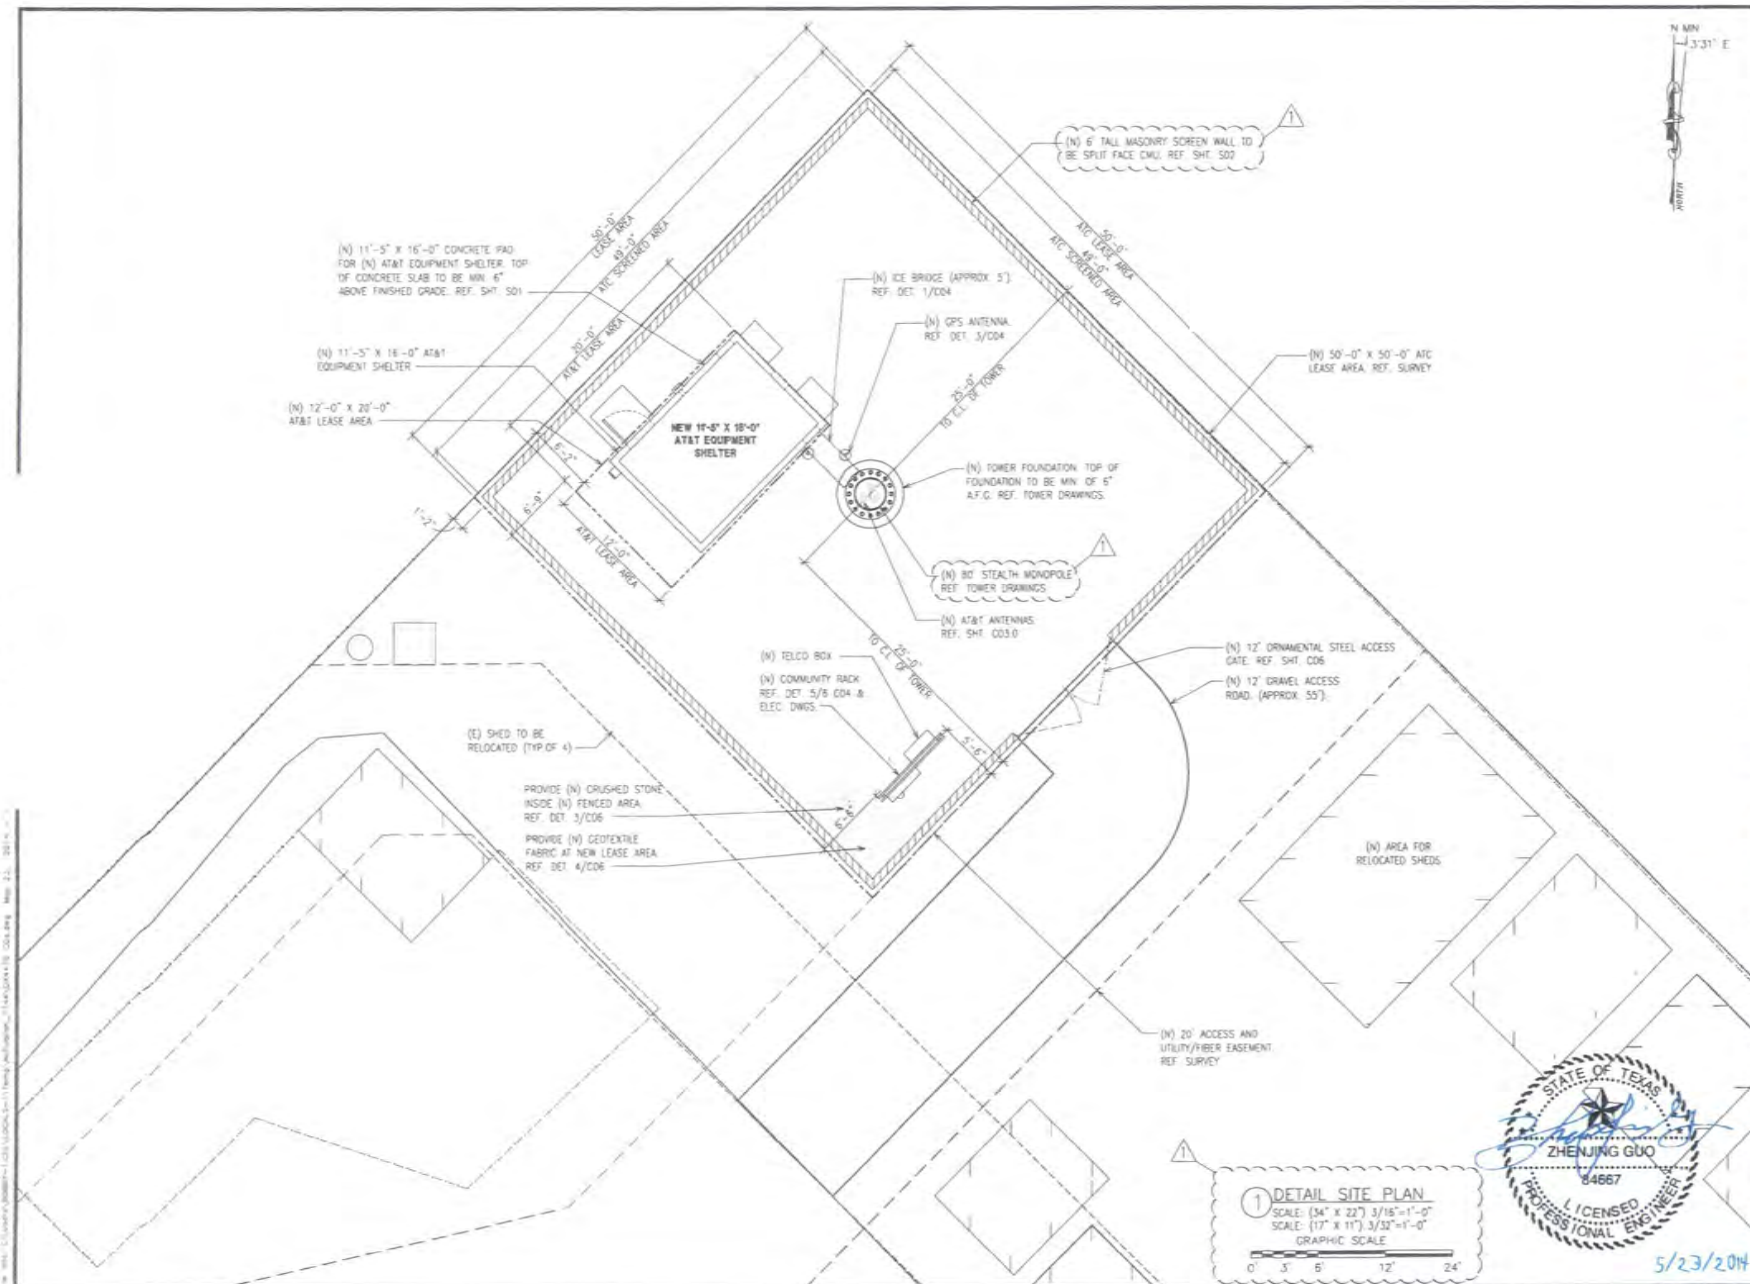 N MN
3°31' E
NORTH
(N) 6' TALL MASONRY SCREEN WALL TO
BE SPLIT FACE CMU. REF. SHT. S02
1
50'-0"
LEASE AREA
49'-0"
ATC SCREENED AREA
50'-0"
ATC LEASE AREA
49'-0"
ATC SCREENED AREA
(N) 11'-5" X 16'-0" CONCRETE PAD
FOR (N) AT&T EQUIPMENT SHELTER. TOP
OF CONCRETE SLAB TO BE MIN. 6"
ABOVE FINISHED GRADE. REF. SHT. S01
(N) ICE BRIDGE (APPROX. 5')
REF. DET. 1/C04
(N) GPS ANTENNA.
REF. DET. 3/C04
20'-0"
AT&T LEASE AREA
(N) 11'-5" X 16'-0" AT&T
EQUIPMENT SHELTER
(N) 50'-0" X 50'-0" ATC
LEASE AREA. REF. SURVEY
25'-0"
TO C.L. OF TOWER
(N) 12'-0" X 20'-0"
AT&T LEASE AREA
NEW 11'-5" X 16'-0"
AT&T EQUIPMENT
SHELTER
6'-2"
(N) TOWER FOUNDATION. TOP OF
FOUNDATION TO BE MIN. OF 6"
A.F.G. REF. TOWER DRAWINGS.
1'-2"
6'-0"
12'-0"
AT&T LEASE AREA
1
(N) 80' STEALTH MONOPOLE
REF. TOWER DRAWINGS
(N) AT&T ANTENNAS.
REF. SHT. C03.0
25'-0"
TO C.L. OF TOWER
(N) TELCO BOX
(N) COMMUNITY RACK
REF. DET. 5/6 C04 &
ELEC. DWGS.
(N) 12' ORNAMENTAL STEEL ACCESS
GATE. REF. SHT. C06
(N) 12' GRAVEL ACCESS
ROAD. (APPROX. 55')
(E) SHED TO BE
RELOCATED (TYP.OF 4)
5'-6"
PROVIDE (N) CRUSHED STONE
INSIDE (N) FENCED AREA.
REF. DET. 3/C06
6'-6"
PROVIDE (N) GEOTEXTILE
FABRIC AT NEW LEASE AREA.
REF. DET. 4/C06
(N) AREA FOR
RELOCATED SHEDS
(N) 20' ACCESS AND
UTILITY/FIBER EASEMENT.
REF. SURVEY
1
1 DETAIL SITE PLAN
SCALE: (34" X 22") 3/16"=1'-0"
SCALE: (17" X 11") 3/32"=1'-0"
GRAPHIC SCALE
0' 3' 6' 12' 24'
STATE OF TEXAS
ZHENJING GUO
84667
LICENSED
PROFESSIONAL ENGINEER
5/23/2014